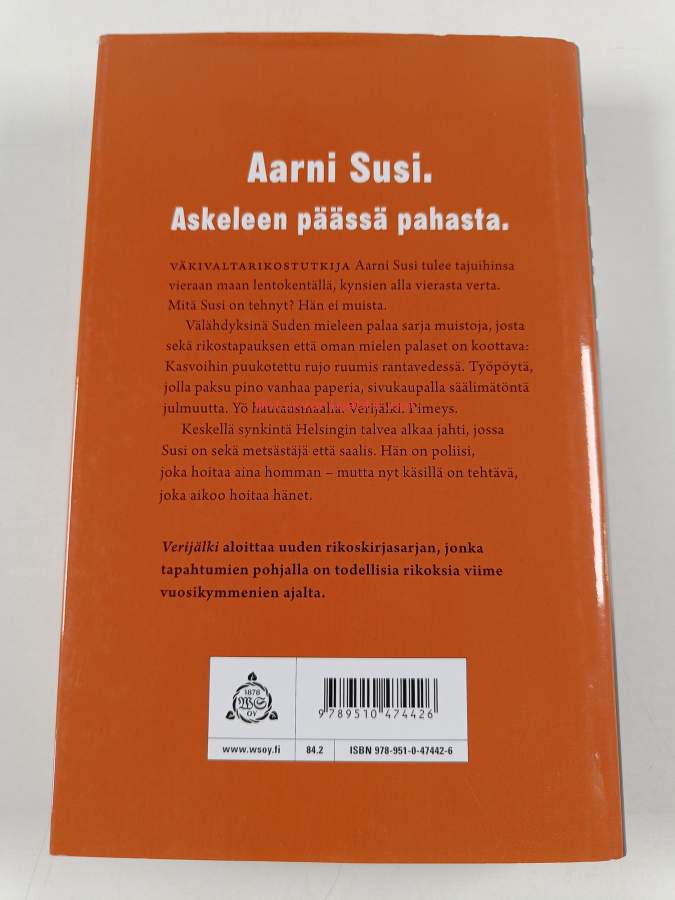 Aarni Susi.
Askeleen päässä pahasta.
VÄKIVALTARIKOSTUTKIJA Aarni Susi tulee tajuihinsa
vieraan maan lentokentällä, kynsien alla vierasta verta.
Mitä Susi on tehnyt? Hän ei muista.
Välähdyksinä Suden mieleen palaa sarja muistoja, josta
sekä rikostapauksen että oman mielen palaset on koottava:
Kasvoihin puukotettu rujo ruumis rantavedessä. Työpöytä,
jolla paksu pino vanhaa paperia, sivukaupalla säälimätöntä
julmuutta. Yö hautausmaalla. Verijälki. Pimeys.
Keskellä synkintä Helsingin talvea alkaa jahti, jossa
Susi on sekä metsästäjä että saalis. Hän on poliisi,
joka hoitaa aina homman – mutta nyt käsillä on tehtävä,
joka aikoo hoitaa hänet.
Verijälki aloittaa uuden rikoskirjasarjan, jonka
tapahtumien pohjalla on todellisia rikoksia viime
vuosikymmenien ajalta.
1878
WS
OY
9 789510 474426
www.wsoy.fi 84.2 ISBN 978-951-0-47442-6